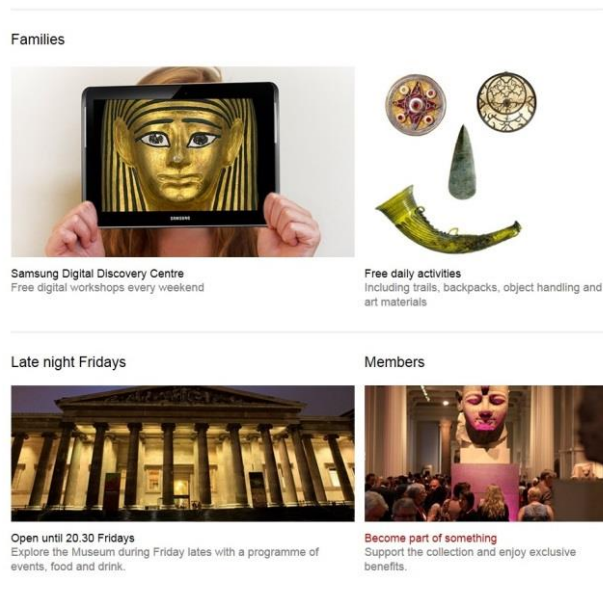 Families
SAMSUNG
Samsung Digital Discovery Centre
Free digital workshops every weekend
Free daily activities
Including trails, backpacks, object handling and
art materials
Late night Fridays
Open until 20.30 Fridays
Explore the Museum during Friday lates with a programme of
events, food and drink.
Members
Become part of something
Support the collection and enjoy exclusive
benefits.